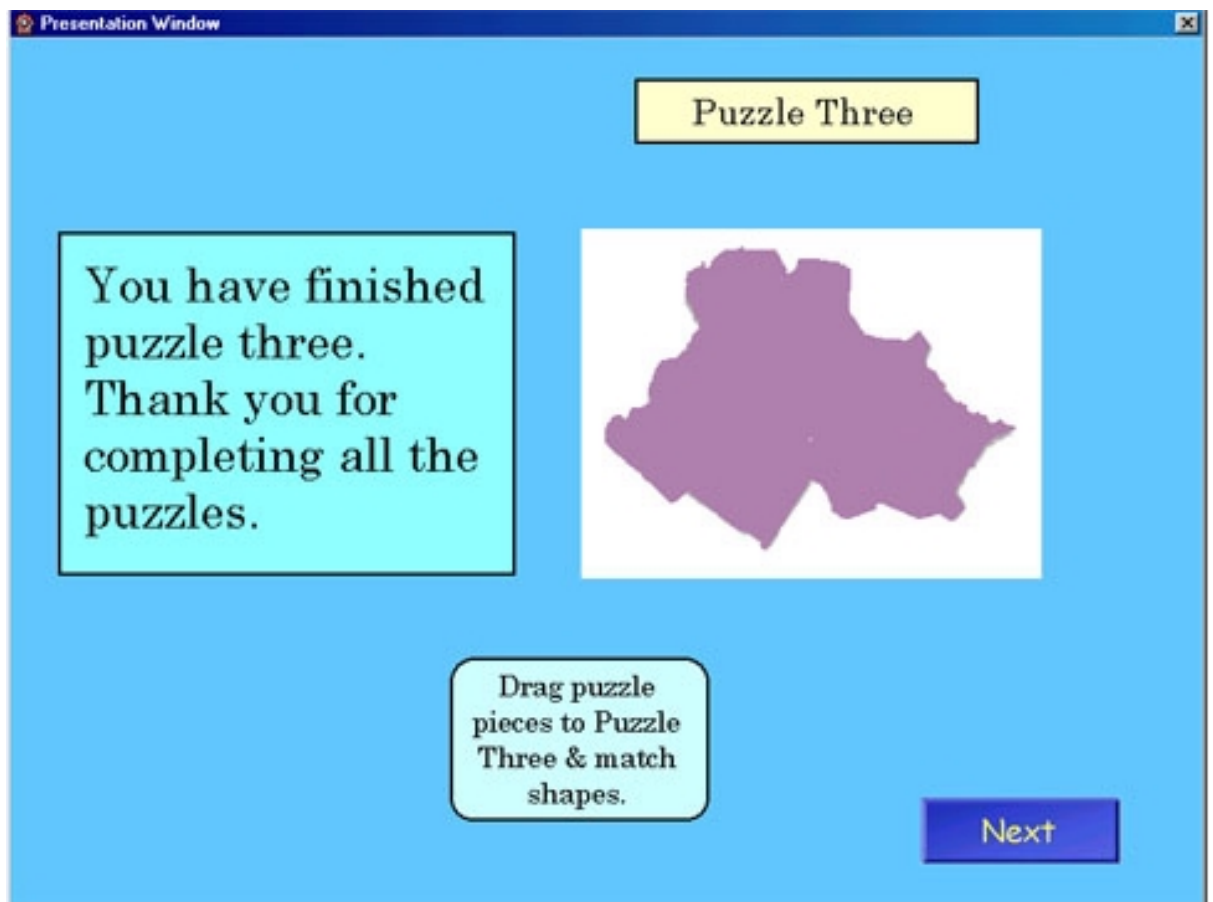 Presentation Window
Puzzle Three
You have finished
puzzle three.
Thank you for
completing all the
puzzles.
Drag puzzle
pieces to Puzzle
Three & match
shapes.
Next